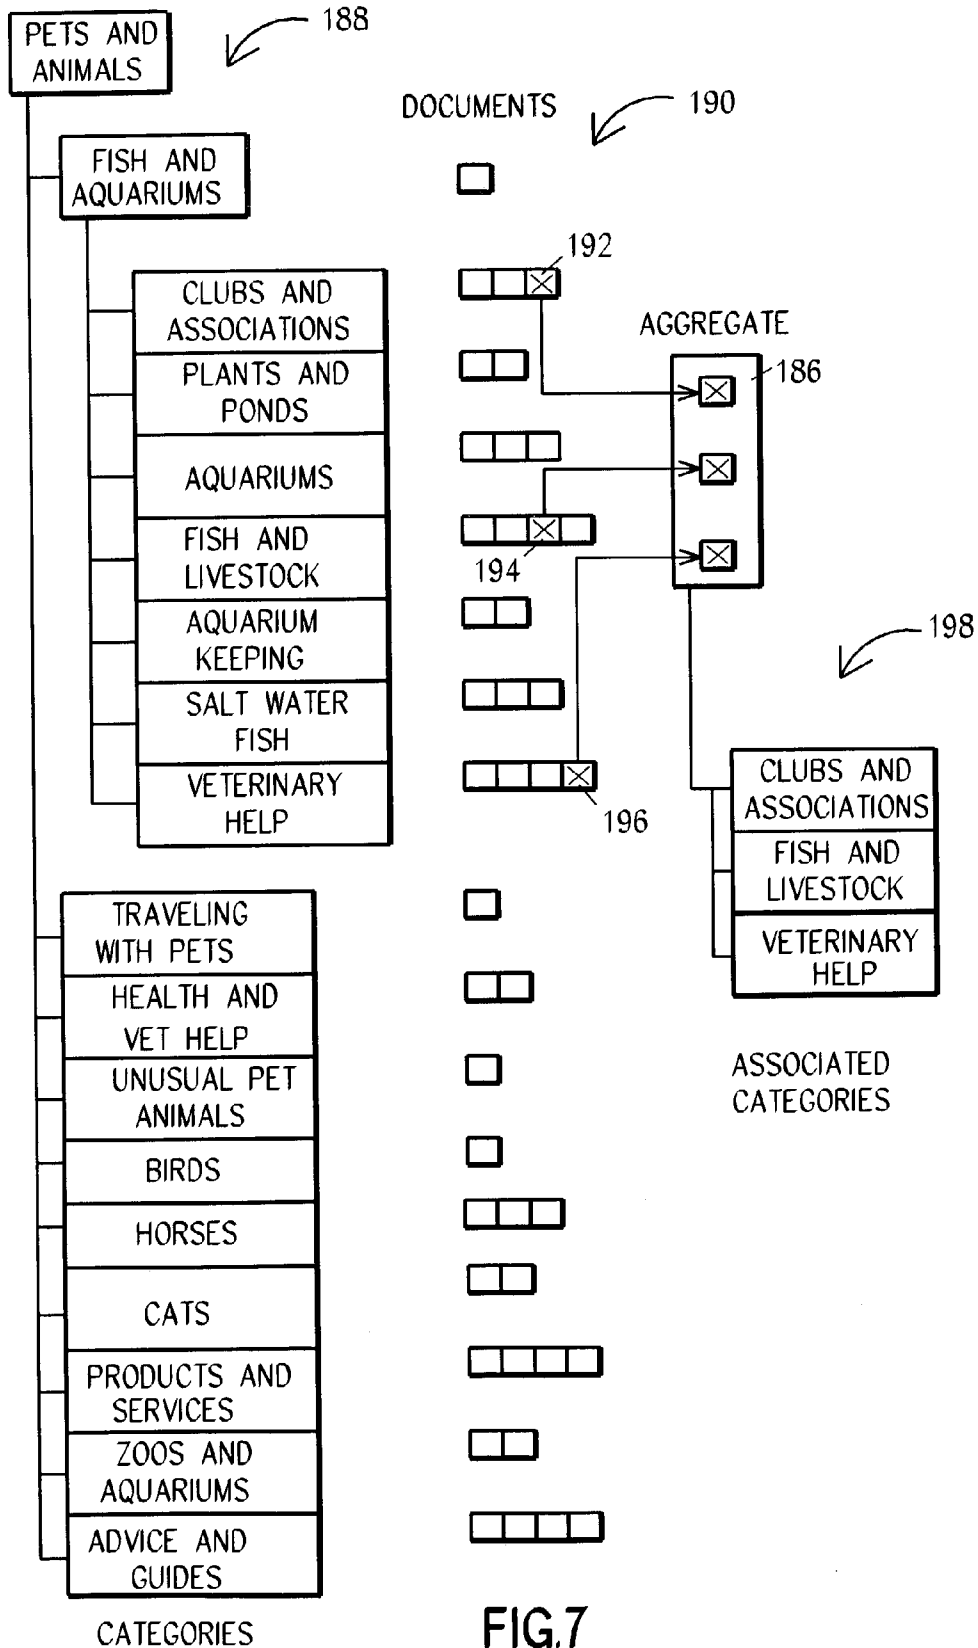 PETS AND
ANIMALS
188
DOCUMENTS
190
FISH AND
AQUARIUMS
192
CLUBS AND
ASSOCIATIONS
AGGREGATE
PLANTS AND
PONDS
186
AQUARIUMS
FISH AND
LIVESTOCK
194
AQUARIUM
KEEPING
198
SALT WATER
FISH
VETERINARY
HELP
196
CLUBS AND
ASSOCIATIONS
FISH AND
LIVESTOCK
VETERINARY
HELP
ASSOCIATED
CATEGORIES
TRAVELING
WITH PETS
HEALTH AND
VET HELP
UNUSUAL PET
ANIMALS
BIRDS
HORSES
CATS
PRODUCTS AND
SERVICES
ZOOS AND
AQUARIUMS
ADVICE AND
GUIDES
CATEGORIES
FIG.7